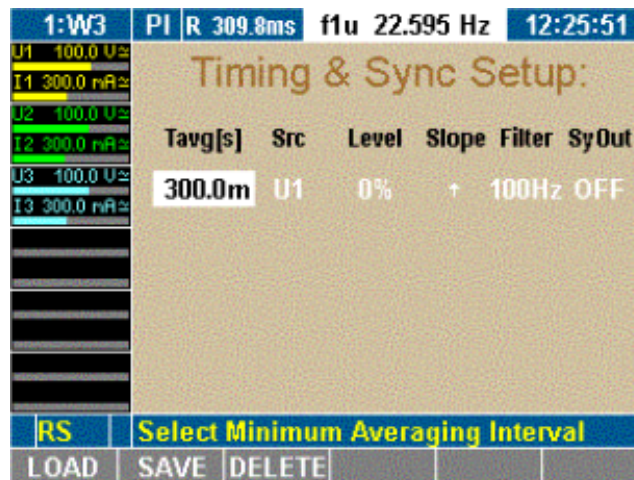 1:W3 PI R 309.8ms f1u 22.595 Hz 12:25:51
U1 100.0 V≃
I1 300.0 mA≃
U2 100.0 V≃
I2 300.0 mA≃
U3 100.0 V≃
I3 300.0 mA≃
Timing & Sync Setup:
Tavg[s] Src Level Slope Filter SyOut
300.0m U1 0% ↑ 100Hz OFF
RS Select Minimum Averaging Interval
LOAD SAVE DELETE